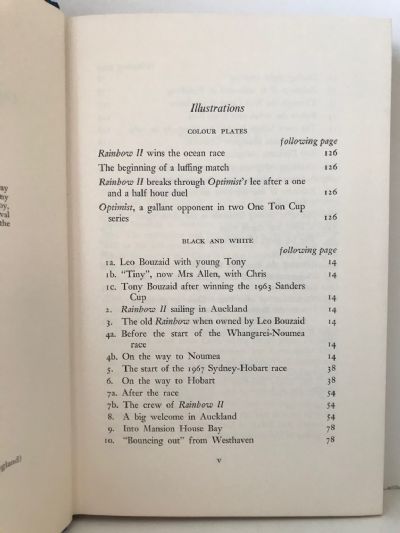 ay
ny
by,
val
the
Illustrations
COLOUR PLATES
following page
Rainbow II wins the ocean race 126
The beginning of a luffing match 126
Rainbow II breaks through Optimist's lee after a one
and a half hour duel 126
Optimist, a gallant opponent in two One Ton Cup
series 126
BLACK AND WHITE
following page
1a. Leo Bouzaid with young Tony 14
1b. "Tiny", now Mrs Allen, with Chris 14
1c. Tony Bouzaid after winning the 1963 Sanders
Cup 14
2. Rainbow II sailing in Auckland 14
3. The old Rainbow when owned by Leo Bouzaid 14
4a. Before the start of the Whangarei-Noumea
race 14
4b. On the way to Noumea 14
5. The start of the 1967 Sydney-Hobart race 38
6. On the way to Hobart 38
7a. After the race 54
7b. The crew of Rainbow II 54
8. A big welcome in Auckland 54
9. Into Mansion House Bay 78
10. "Bouncing out" from Westhaven 78
v
gland)